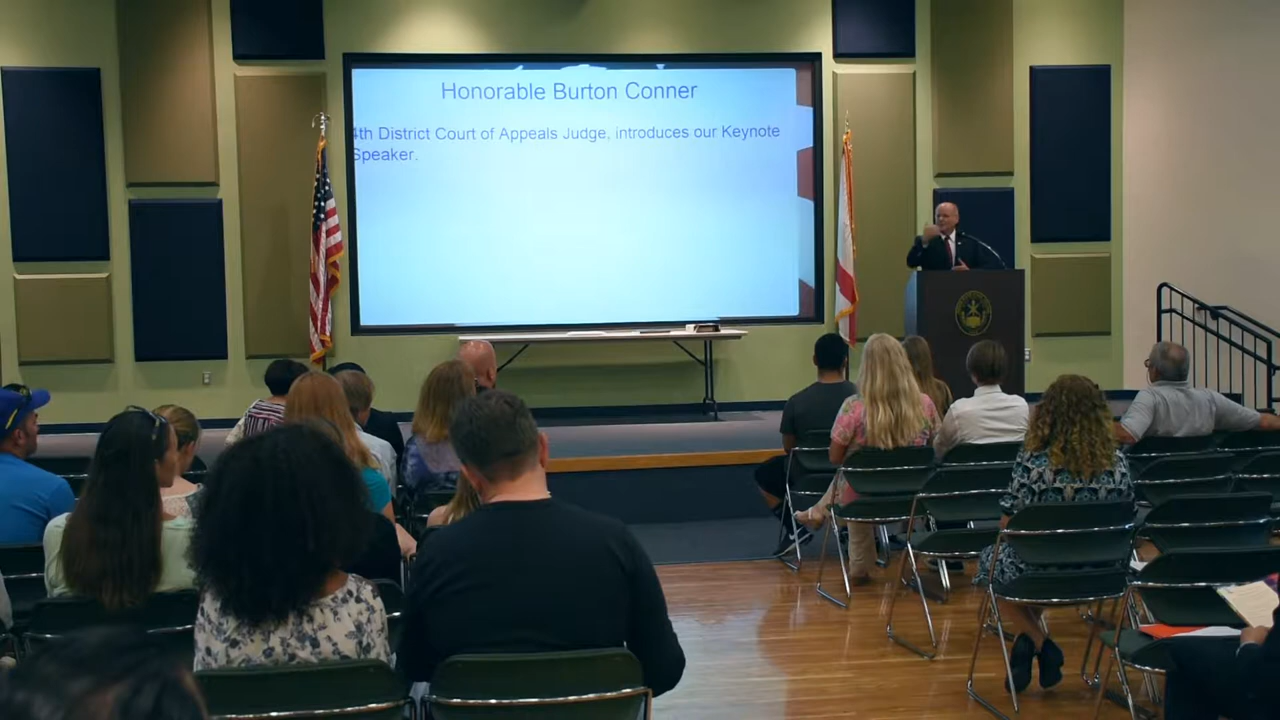 Honorable Burton Conner
4th District Court of Appeals Judge, introduces our Keynote
Speaker.